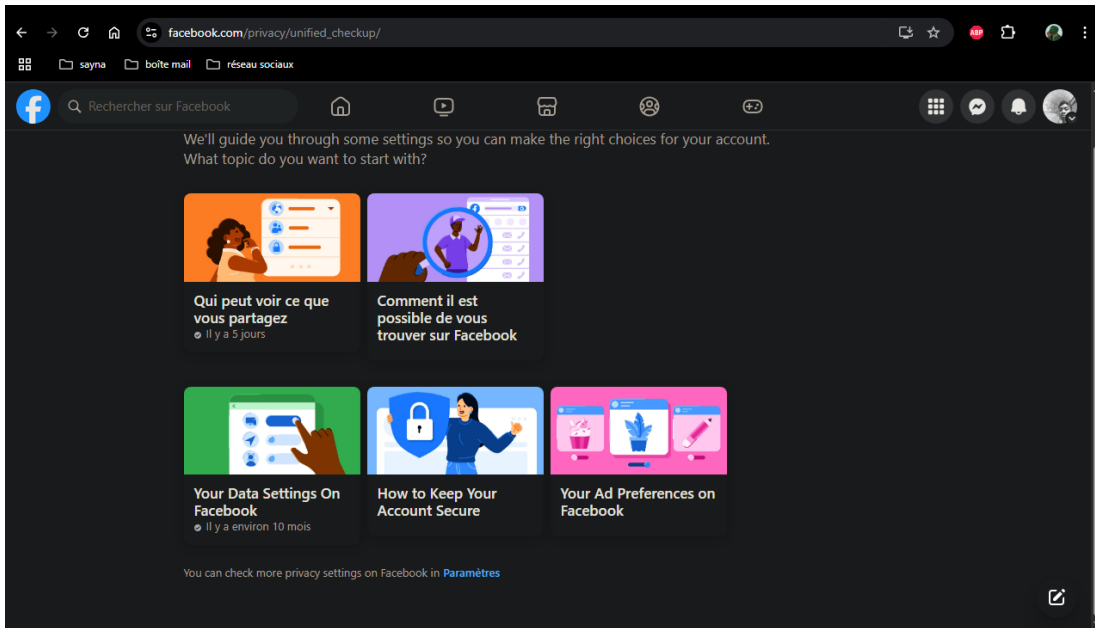 facebook.com/privacy/unified_checkup/
ABP
sayna
boîte mail
réseau sociaux
Rechercher sur Facebook
We'll guide you through some settings so you can make the right choices for your account.
What topic do you want to start with?
Qui peut voir ce que
vous partagez
Il y a 5 jours
Comment il est
possible de vous
trouver sur Facebook
Your Data Settings On
Facebook
Il y a environ 10 mois
How to Keep Your
Account Secure
Your Ad Preferences on
Facebook
You can check more privacy settings on Facebook in Paramètres